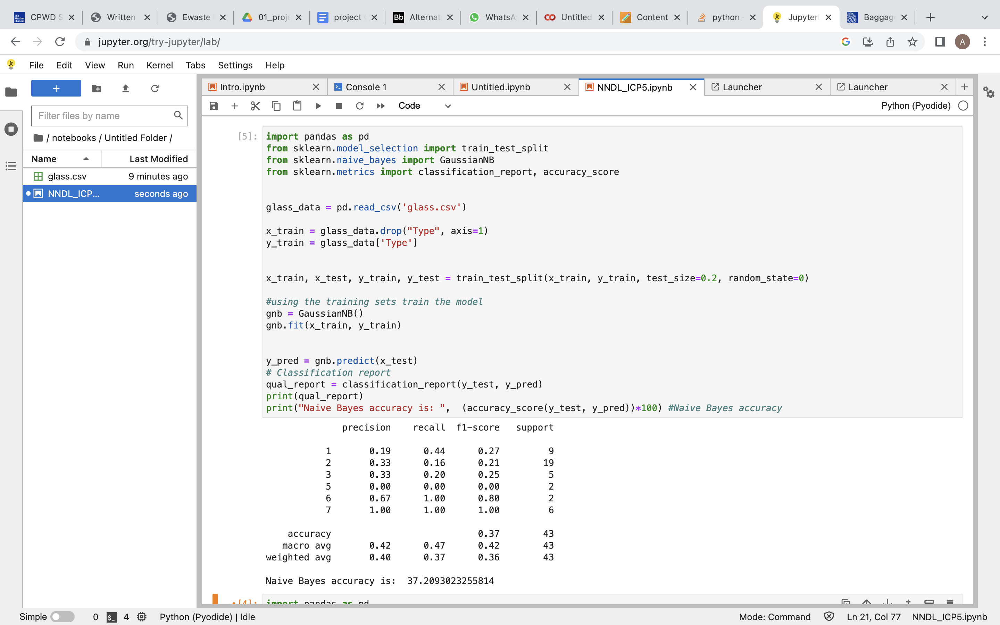 The Weather Channel CPWD S Written Ewaste 01_proje project Bb Alternat WhatsA Untitled Content python Jupyter Baggag
jupyter.org/try-jupyter/lab/ A
File Edit View Run Kernel Tabs Settings Help
+ Intro.ipynb Console 1 Untitled.ipynb NNDL_ICP5.ipynb Launcher Launcher
Code Python (Pyodide)
Filter files by name
/ notebooks / Untitled Folder /
Name Last Modified
glass.csv 9 minutes ago
NNDL_ICP... seconds ago
[5]: import pandas as pd
from sklearn.model_selection import train_test_split
from sklearn.naive_bayes import GaussianNB
from sklearn.metrics import classification_report, accuracy_score
glass_data = pd.read_csv('glass.csv')
x_train = glass_data.drop("Type", axis=1)
y_train = glass_data['Type']
x_train, x_test, y_train, y_test = train_test_split(x_train, y_train, test_size=0.2, random_state=0)
#using the training sets train the model
gnb = GaussianNB()
gnb.fit(x_train, y_train)
y_pred = gnb.predict(x_test)
# Classification report
qual_report = classification_report(y_test, y_pred)
print(qual_report)
print("Naive Bayes accuracy is: ",  (accuracy_score(y_test, y_pred))*100) #Naive Bayes accuracy
precision recall f1-score support
1 0.19 0.44 0.27 9
2 0.33 0.16 0.21 19
3 0.33 0.20 0.25 5
5 0.00 0.00 0.00 2
6 0.67 1.00 0.80 2
7 1.00 1.00 1.00 6
accuracy 0.37 43
macro avg 0.42 0.47 0.42 43
weighted avg 0.40 0.37 0.36 43
Naive Bayes accuracy is:  37.2093023255814
[4]: import pandas as pd
Simple 0 $_ 4 Python (Pyodide) | Idle Mode: Command Ln 21, Col 77 NNDL_ICP5.ipynb